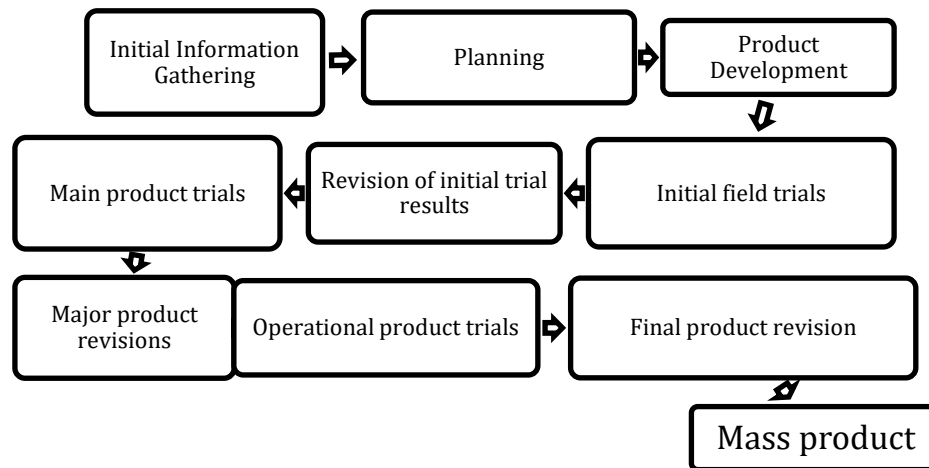 Initial Information
Gathering
Planning
Product
Development
Initial field trials
Revision of initial trial
results
Main product trials
Major product
revisions
Operational product trials
Final product revision
Mass product